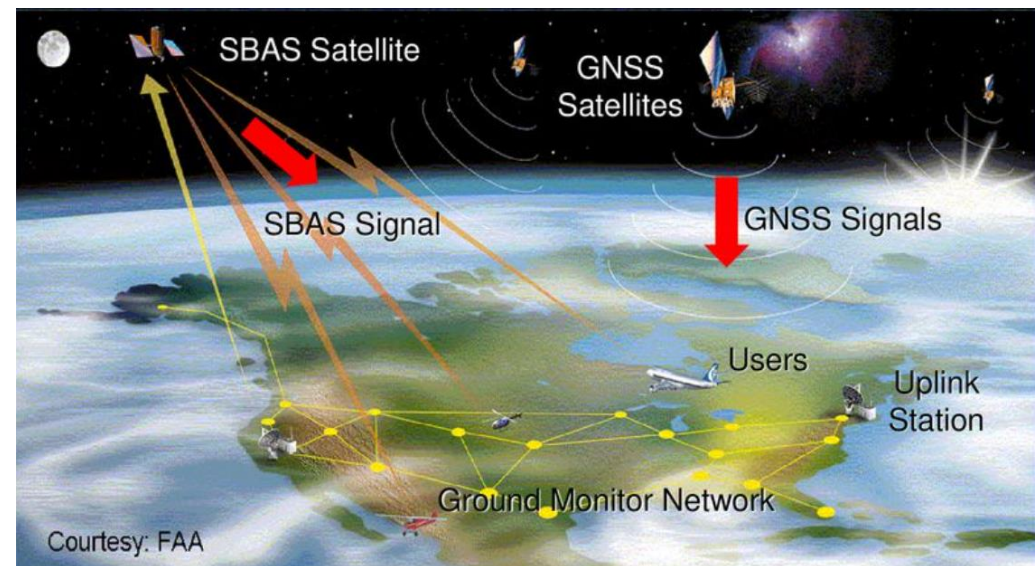 SBAS Satellite
GNSS
Satellites
SBAS Signal
GNSS Signals
Users
Uplink
Station
Ground Monitor Network
Courtesy: FAA